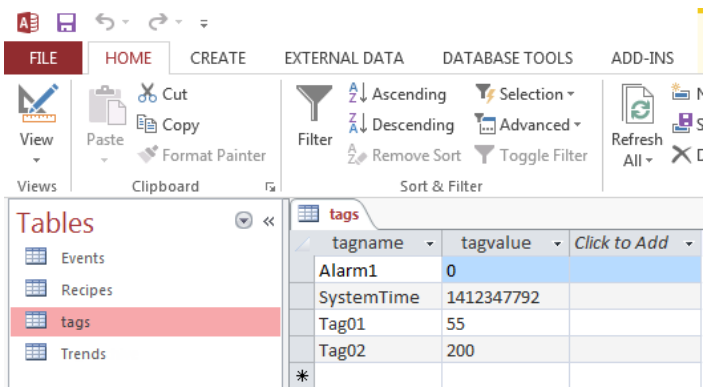 FILE HOME CREATE EXTERNAL DATA DATABASE TOOLS ADD-INS
View
Paste
Cut
Copy
Format Painter
Filter
Ascending
Descending
Remove Sort
Selection
Advanced
Toggle Filter
Refresh
All
Views Clipboard Sort & Filter
Tables
Events
Recipes
tags
Trends
tags
tagname tagvalue Click to Add
Alarm1 0
SystemTime 1412347792
Tag01 55
Tag02 200